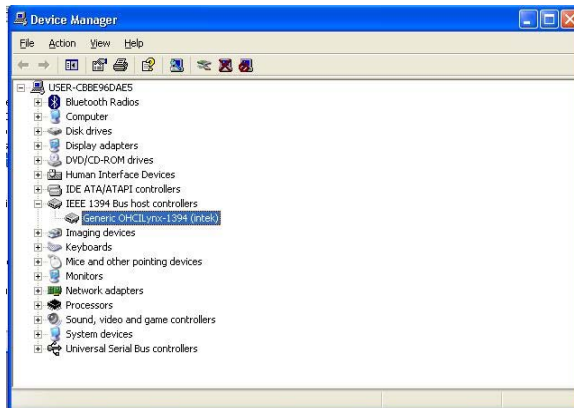 Device Manager
File Action View Help
USER-CBBE96DAE5
Bluetooth Radios
Computer
Disk drives
Display adapters
DVD/CD-ROM drives
Human Interface Devices
IDE ATA/ATAPI controllers
IEEE 1394 Bus host controllers
Generic OHCILynx-1394 (intek)
Imaging devices
Keyboards
Mice and other pointing devices
Monitors
Network adapters
Processors
Sound, video and game controllers
System devices
Universal Serial Bus controllers